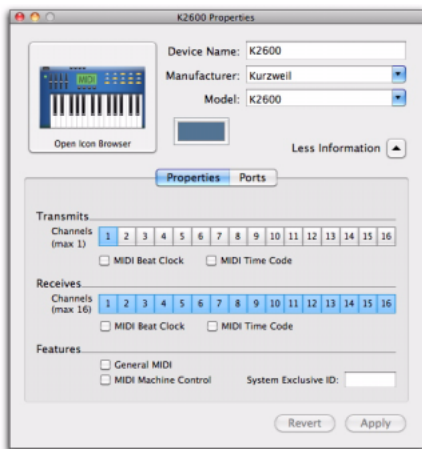 K2600 Properties
MIDI
Open Icon Browser
Device Name: K2600
Manufacturer: Kurzweil
Model: K2600
Less Information
Properties Ports
Transmits
Channels (max 1) 1 2 3 4 5 6 7 8 9 10 11 12 13 14 15 16
MIDI Beat Clock MIDI Time Code
Receives
Channels (max 16) 1 2 3 4 5 6 7 8 9 10 11 12 13 14 15 16
MIDI Beat Clock MIDI Time Code
Features
General MIDI
MIDI Machine Control System Exclusive ID:
Revert Apply